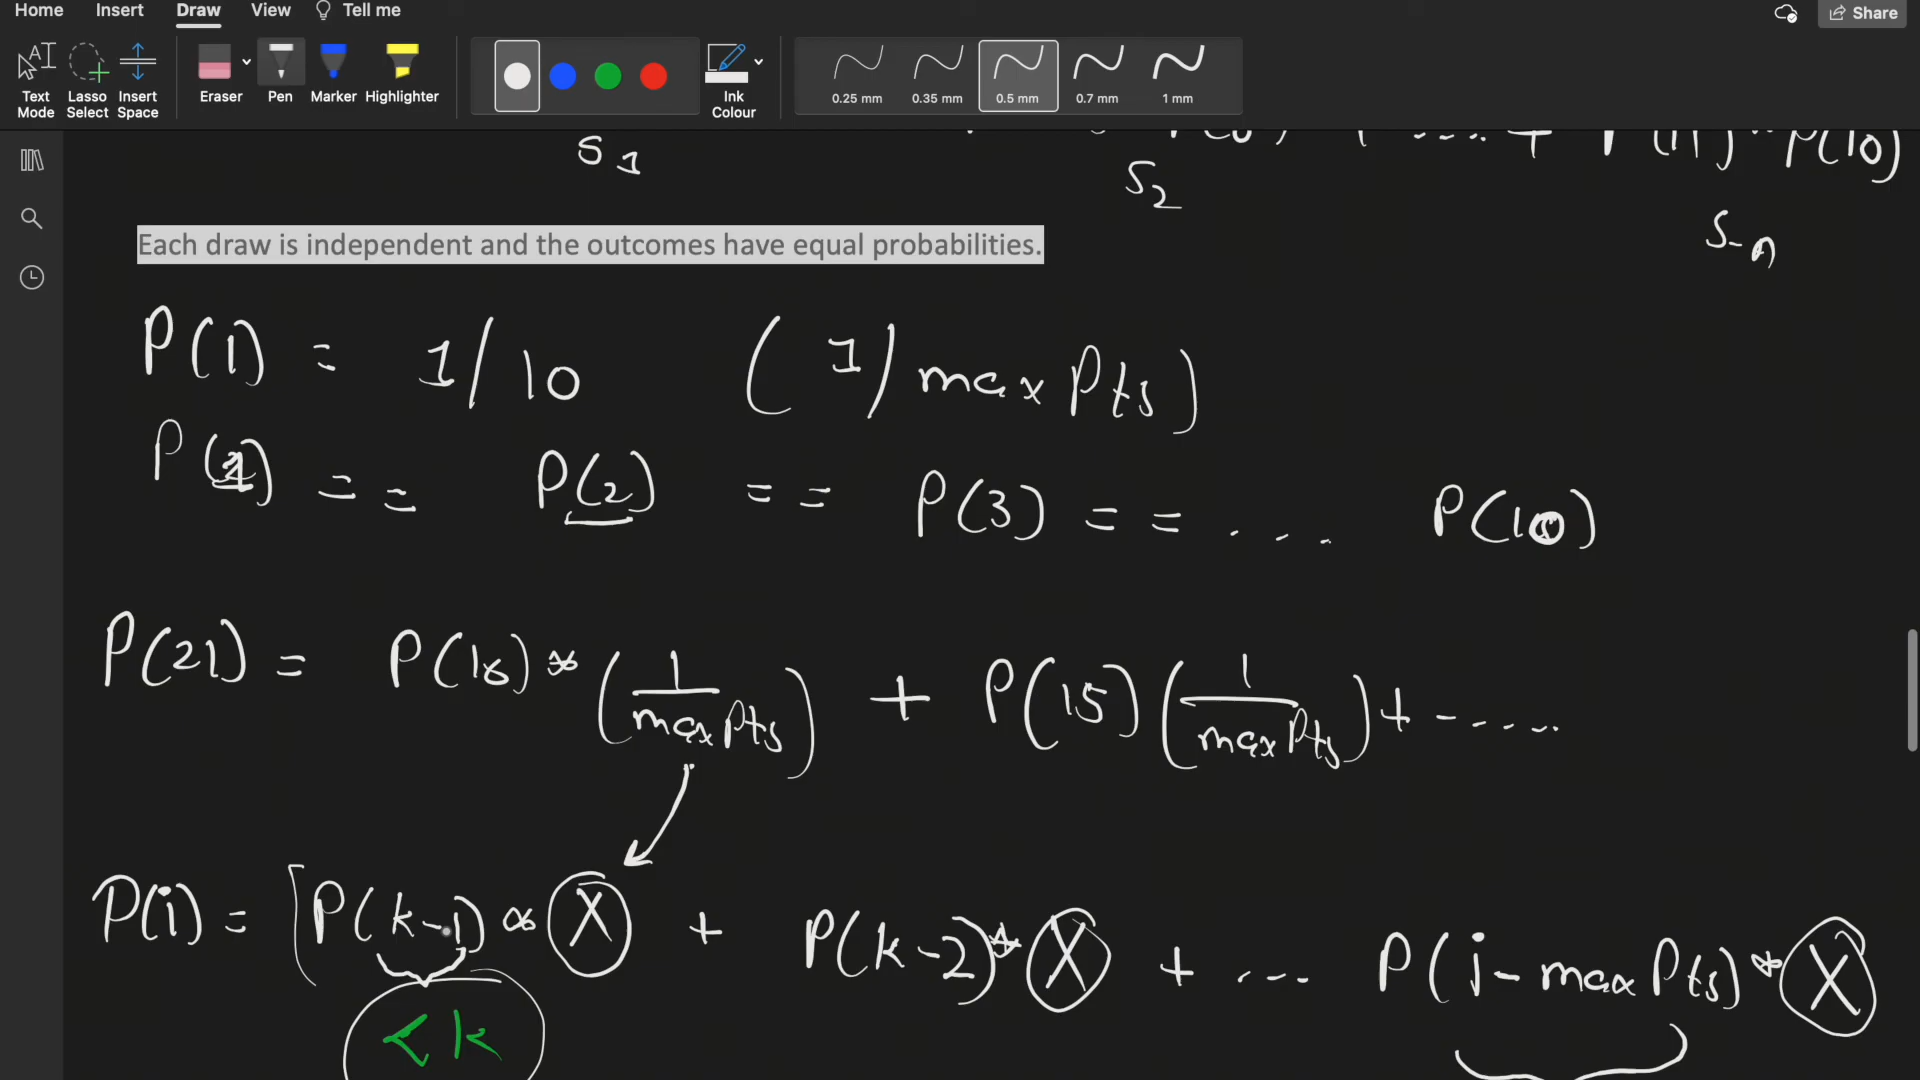 Home Insert Draw View Tell me Share
Text Mode Lasso Select Insert Space Eraser Pen Marker Highlighter Ink Colour 0.25 mm 0.35 mm 0.5 mm 0.7 mm 1 mm
+ .... + P(11) * P(10)
S1 S2 S-n
Each draw is independent and the outcomes have equal probabilities.
P(1) = 1/10 (1/maxPts)
P(1) == P(2) == P(3) == .... P(10)
P(21) = P(16) * (1/maxPts) + P(15) (1/maxPts) + -....
P(i) = [P(k-1) * X + P(k-2) * X + ... P(i - maxPts) * X
<k